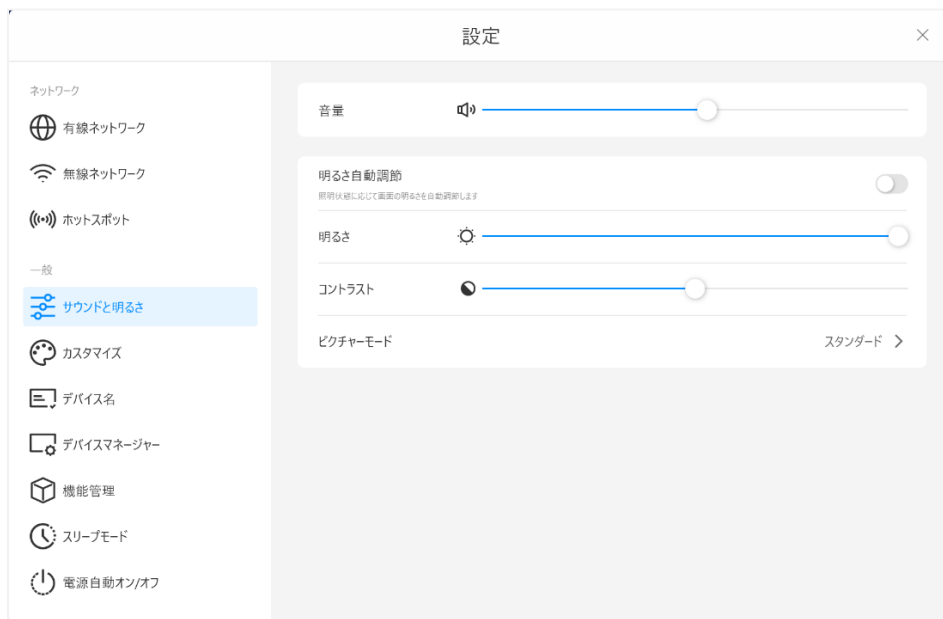 設定
ネットワーク
有線ネットワーク
無線ネットワーク
ホットスポット
一般
サウンドと明るさ
カスタマイズ
デバイス名
デバイスマネージャー
機能管理
スリープモード
電源自動オン/オフ
音量
明るさ自動調節
照明状態に応じて画面の明るさを自動調節します
明るさ
コントラスト
ピクチャーモード
スタンダード